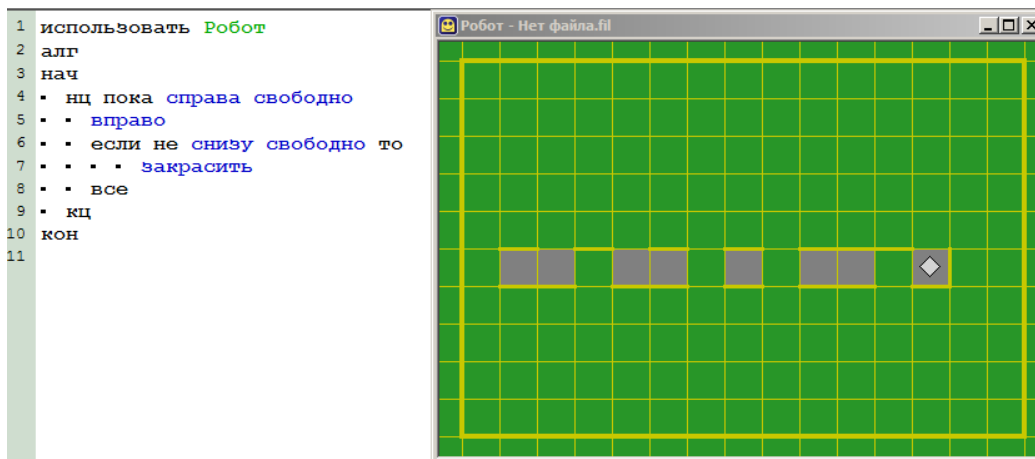 1 использовать Робот
2 алг
3 нач
4 ▪ нц пока справа свободно
5 ▪ ▪ вправо
6 ▪ ▪ если не снизу свободно то
7 ▪ ▪ ▪ ▪ закрасить
8 ▪ ▪ все
9 ▪ кц
10 кон
11
Робот - Нет файла.fil